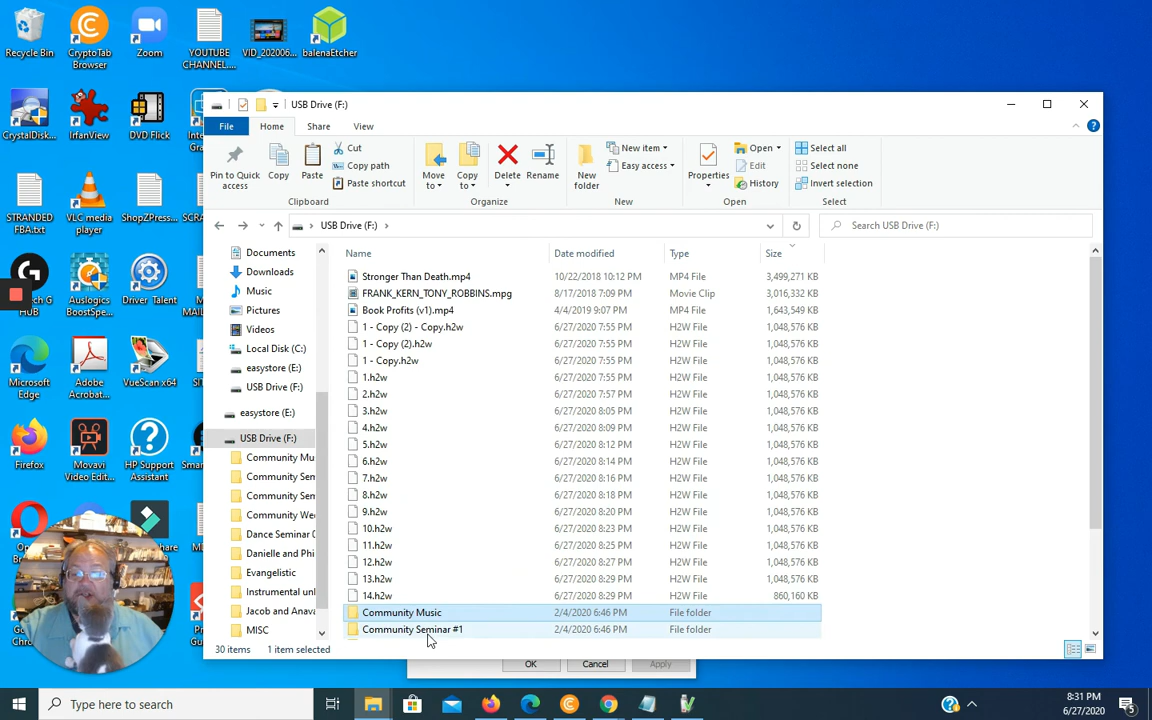 Recycle Bin
CryptoTab Browser
Zoom
YOUTUBE CHANNEL....
VID_202006...
balenaEtcher
CrystalDisk...
IrfanView
DVD Flick
STRANDED FBA.txt
VLC media player
ShopZPress...
Auslogics BoostSpe...
Driver Talent
Microsoft Edge
Adobe Acrobat...
VueScan x64
Firefox
Movavi Video Edit...
HP Support Assistant
USB Drive (F:)
File Home Share View
Pin to Quick access
Copy
Paste
Cut
Copy path
Paste shortcut
Move to
Copy to
Delete
Rename
New folder
New item
Easy access
Properties
Open
Edit
History
Select all
Select none
Invert selection
Clipboard Organize New Open Select
USB Drive (F:)
Search USB Drive (F:)
Documents
Downloads
Music
Pictures
Videos
Local Disk (C:)
easystore (E:)
USB Drive (F:)
easystore (E:)
USB Drive (F:)
Community Mu
Community Sem
Community Sem
Community We
Dance Seminar
Danielle and Phi
Evangelistic
Instrumental unl
Jacob and Anava
MISC
Name Date modified Type Size
Stronger Than Death.mp4 10/22/2018 10:12 PM MP4 File 3,499,271 KB
FRANK_KERN_TONY_ROBBINS.mpg 8/17/2018 7:09 PM Movie Clip 3,016,332 KB
Book Profits (v1).mp4 4/4/2019 9:07 PM MP4 File 1,643,549 KB
1 - Copy (2) - Copy.h2w 6/27/2020 7:55 PM H2W File 1,048,576 KB
1 - Copy (2).h2w 6/27/2020 7:55 PM H2W File 1,048,576 KB
1 - Copy.h2w 6/27/2020 7:55 PM H2W File 1,048,576 KB
1.h2w 6/27/2020 7:55 PM H2W File 1,048,576 KB
2.h2w 6/27/2020 7:57 PM H2W File 1,048,576 KB
3.h2w 6/27/2020 8:05 PM H2W File 1,048,576 KB
4.h2w 6/27/2020 8:09 PM H2W File 1,048,576 KB
5.h2w 6/27/2020 8:12 PM H2W File 1,048,576 KB
6.h2w 6/27/2020 8:14 PM H2W File 1,048,576 KB
7.h2w 6/27/2020 8:16 PM H2W File 1,048,576 KB
8.h2w 6/27/2020 8:18 PM H2W File 1,048,576 KB
9.h2w 6/27/2020 8:20 PM H2W File 1,048,576 KB
10.h2w 6/27/2020 8:23 PM H2W File 1,048,576 KB
11.h2w 6/27/2020 8:25 PM H2W File 1,048,576 KB
12.h2w 6/27/2020 8:27 PM H2W File 1,048,576 KB
13.h2w 6/27/2020 8:29 PM H2W File 1,048,576 KB
14.h2w 6/27/2020 8:29 PM H2W File 860,160 KB
Community Music 2/4/2020 6:46 PM File folder
Community Seminar #1 2/4/2020 6:46 PM File folder
30 items 1 item selected
OK Cancel Apply
Type here to search
8:31 PM
6/27/2020
5